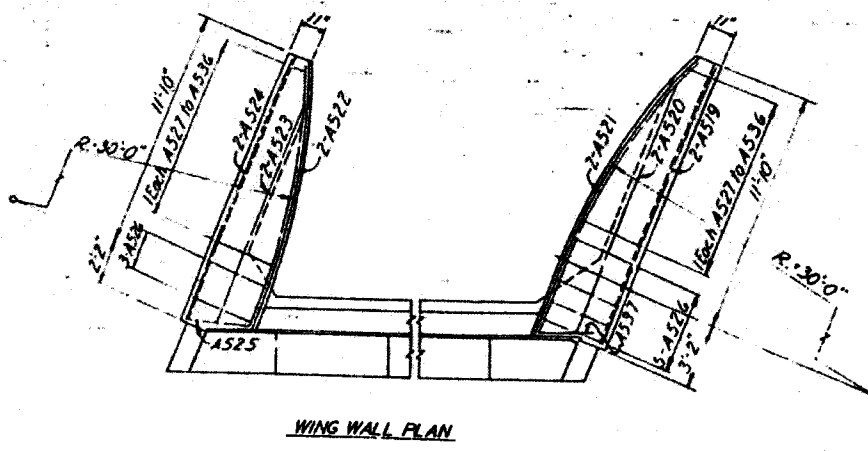 11"
11'-10"
1 Each A527 to A536
2-A524
2-A523
2-A522
R.=30'-0"
2'-2"
3-A526
A525
11"
2-A521
2-A520
2-A519
1 Each A527 to A536
11'-10"
R.=30'-0"
A537
5-A526
3'-2"
WING WALL PLAN